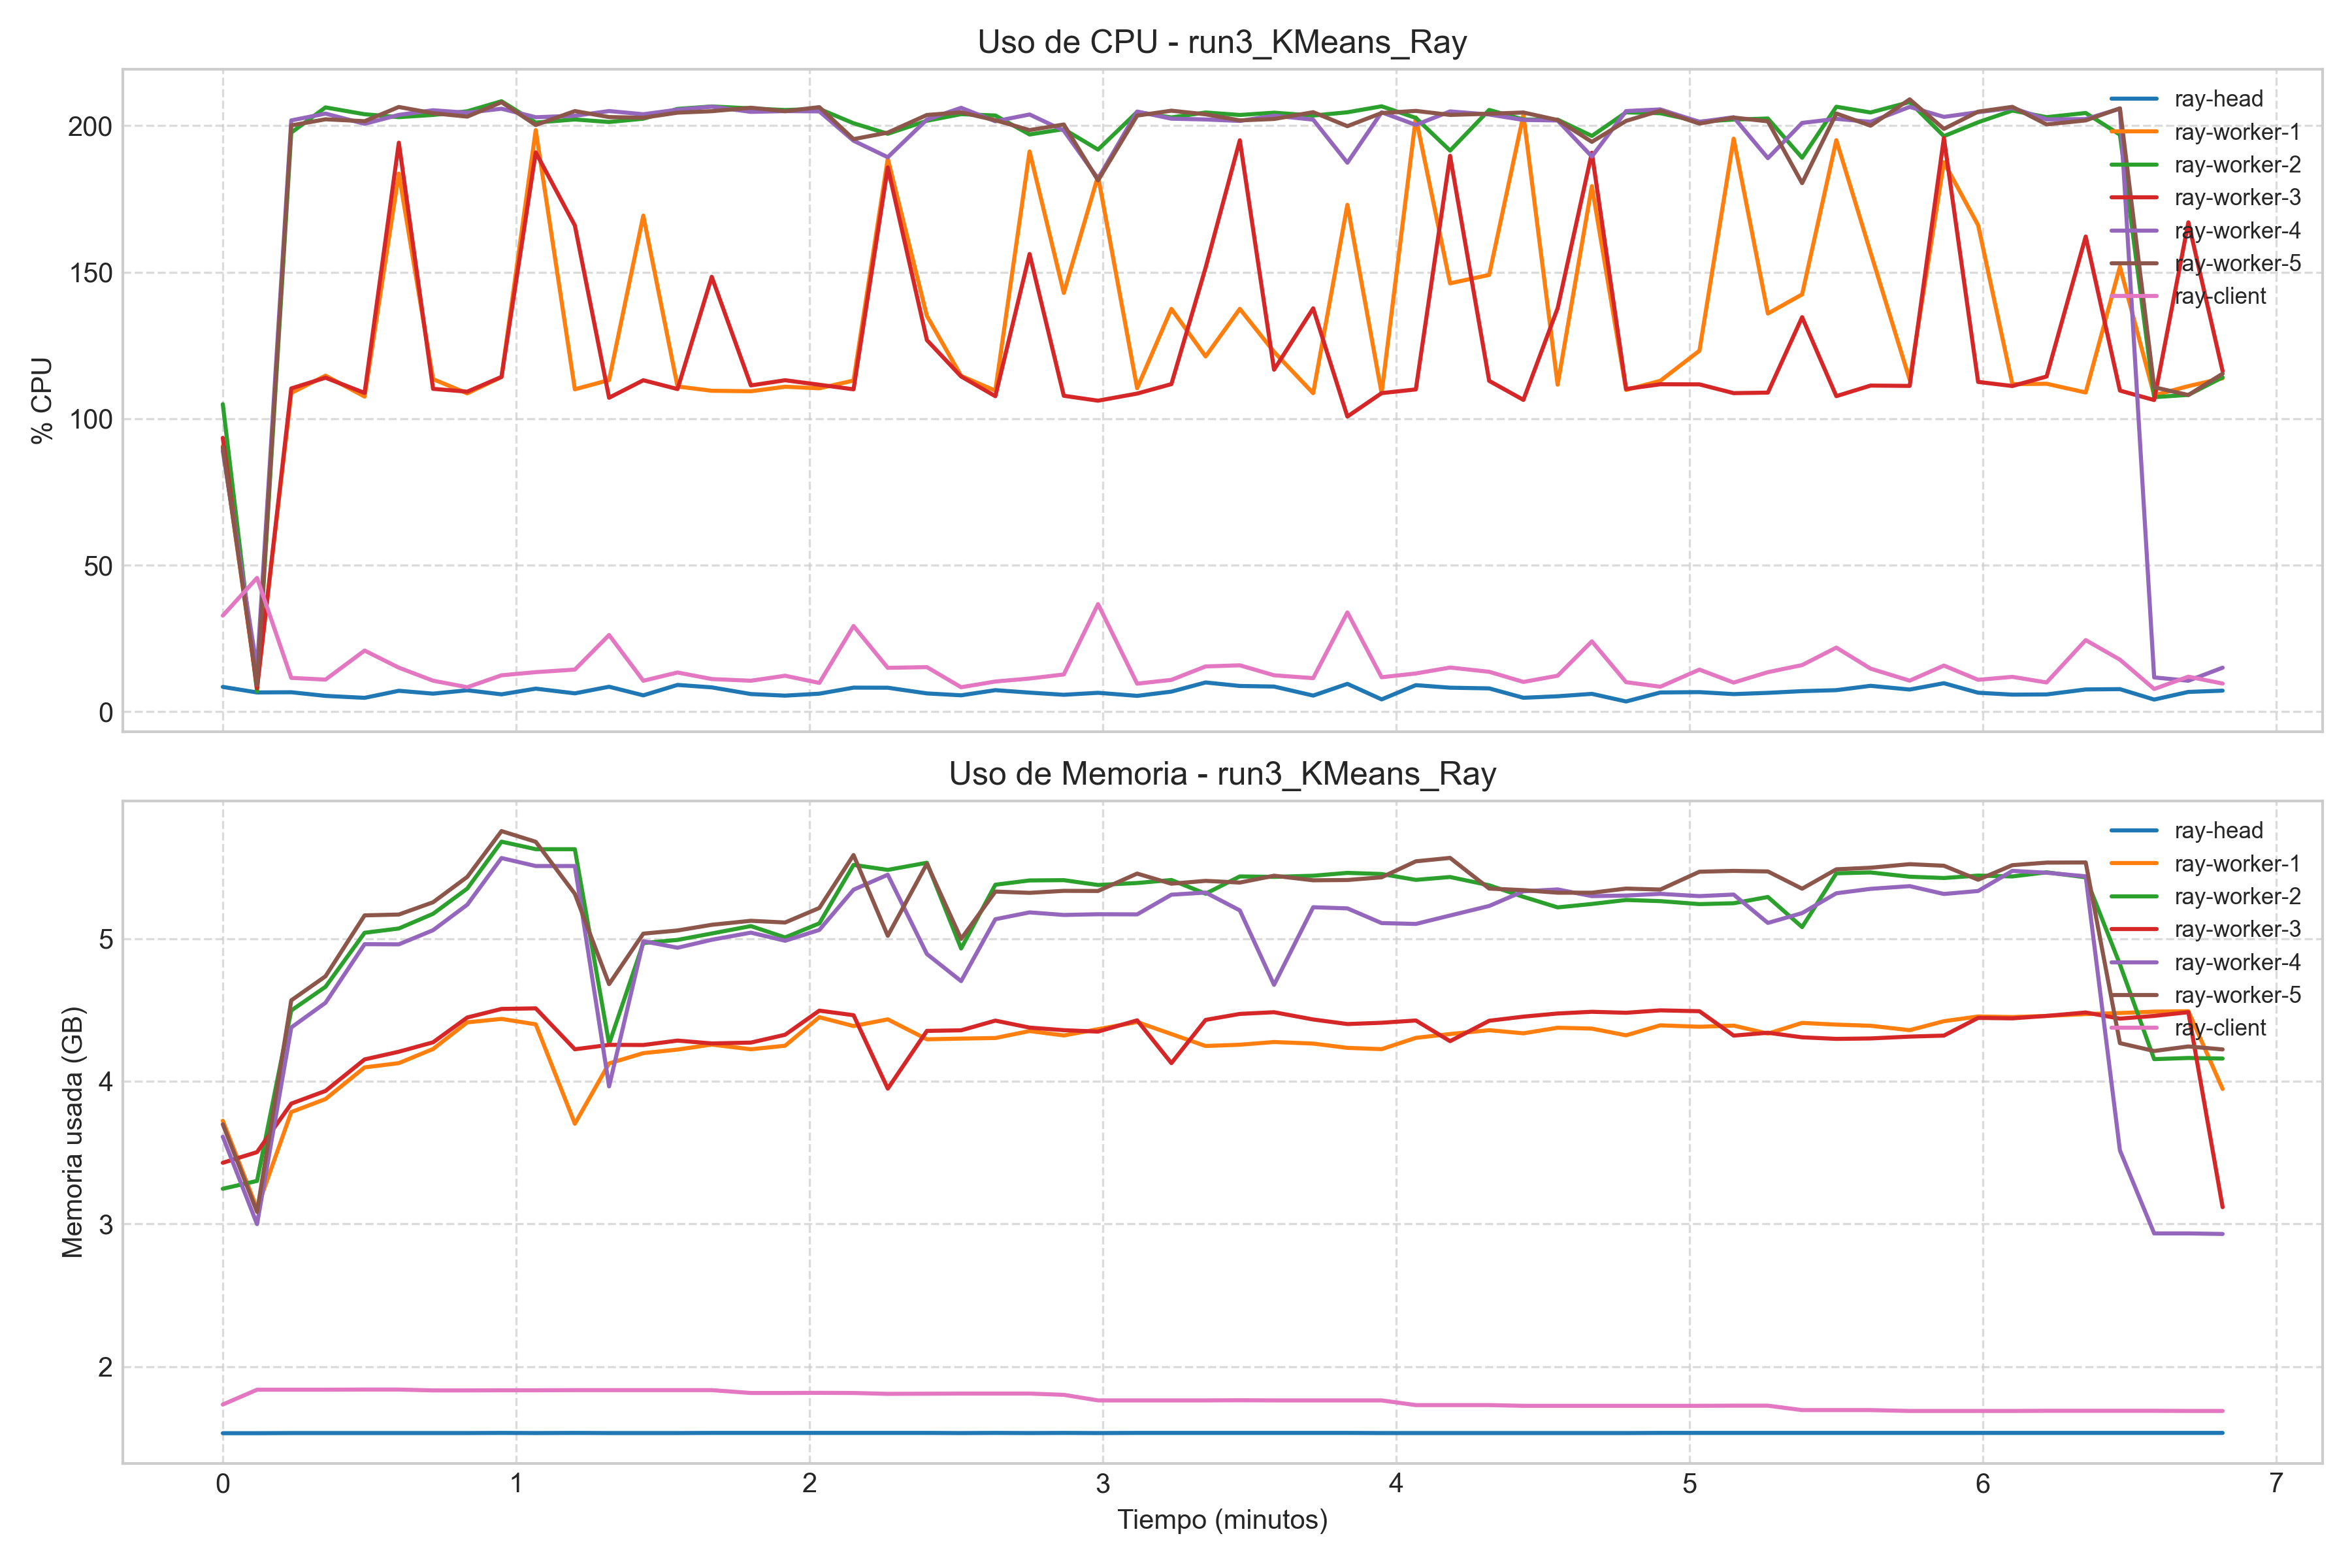 Uso de CPU - run3_KMeans_Ray
% CPU
200
150
100
50
0
ray-head
ray-worker-1
ray-worker-2
ray-worker-3
ray-worker-4
ray-worker-5
ray-client
Uso de Memoria - run3_KMeans_Ray
Memoria usada (GB)
5
4
3
2
ray-head
ray-worker-1
ray-worker-2
ray-worker-3
ray-worker-4
ray-worker-5
ray-client
0 1 2 3 4 5 6 7
Tiempo (minutos)